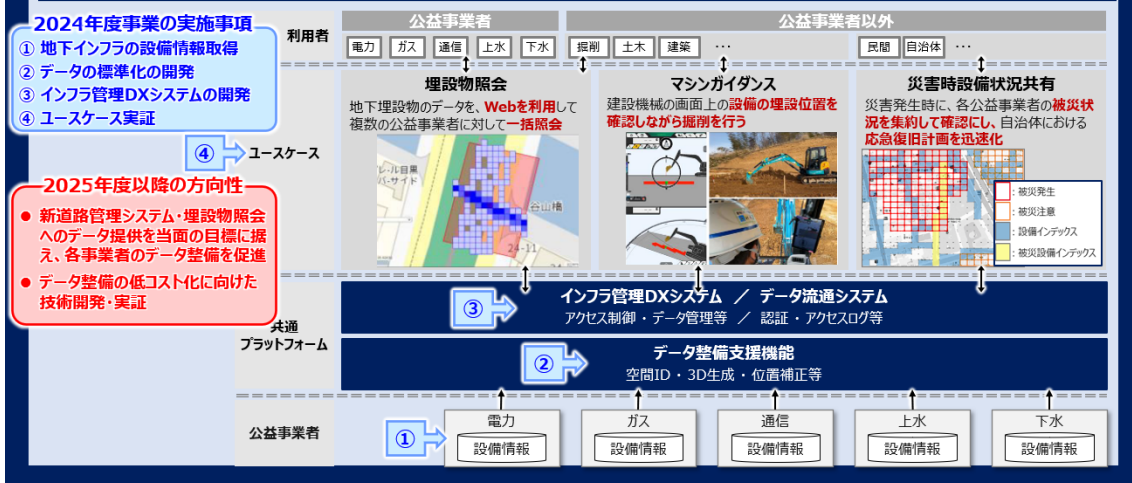 2024年度事業の実施事項
① 地下インフラの設備情報取得
② データの標準化の開発
③ インフラ管理DXシステムの開発
④ ユースケース実証
利用者
公益事業者
公益事業者以外
電力
ガス
通信
上水
下水
掘削
土木
建築
…
民間
自治体
…
④
ユースケース
埋設物照会
地下埋設物のデータを、Webを利用して
複数の公益事業者に対して一括照会
レール目黒
バーサイド
谷山橋
24-11
マシンガイダンス
建設機械の画面上の設備の埋設位置を
確認しながら掘削を行う
災害時設備状況共有
災害発生時に、各公益事業者の被災状
況を集約して確認にし、自治体における
応急復旧計画を迅速化
:被災発生
:被災注意
:設備インデックス
:被災設備インデックス
2025年度以降の方向性
● 新道路管理システム・埋設物照会
へのデータ提供を当面の目標に据
え、各事業者のデータ整備を促進
● データ整備の低コスト化に向けた
技術開発・実証
共通
プラットフォーム
③
インフラ管理DXシステム ／ データ流通システム
アクセス制御・データ管理等 ／ 認証・アクセスログ等
②
データ整備支援機能
空間ID・3D生成・位置補正等
公益事業者
①
電力
設備情報
ガス
設備情報
通信
設備情報
上水
設備情報
下水
設備情報